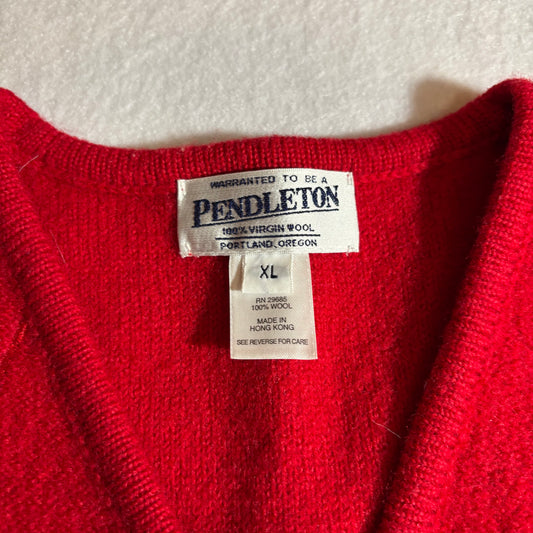 WARRANTED TO BE A
PENDLETON
100% VIRGIN WOOL
PORTLAND, OREGON
XL
RN 29685
100% WOOL
MADE IN
HONG KONG
SEE REVERSE FOR CARE